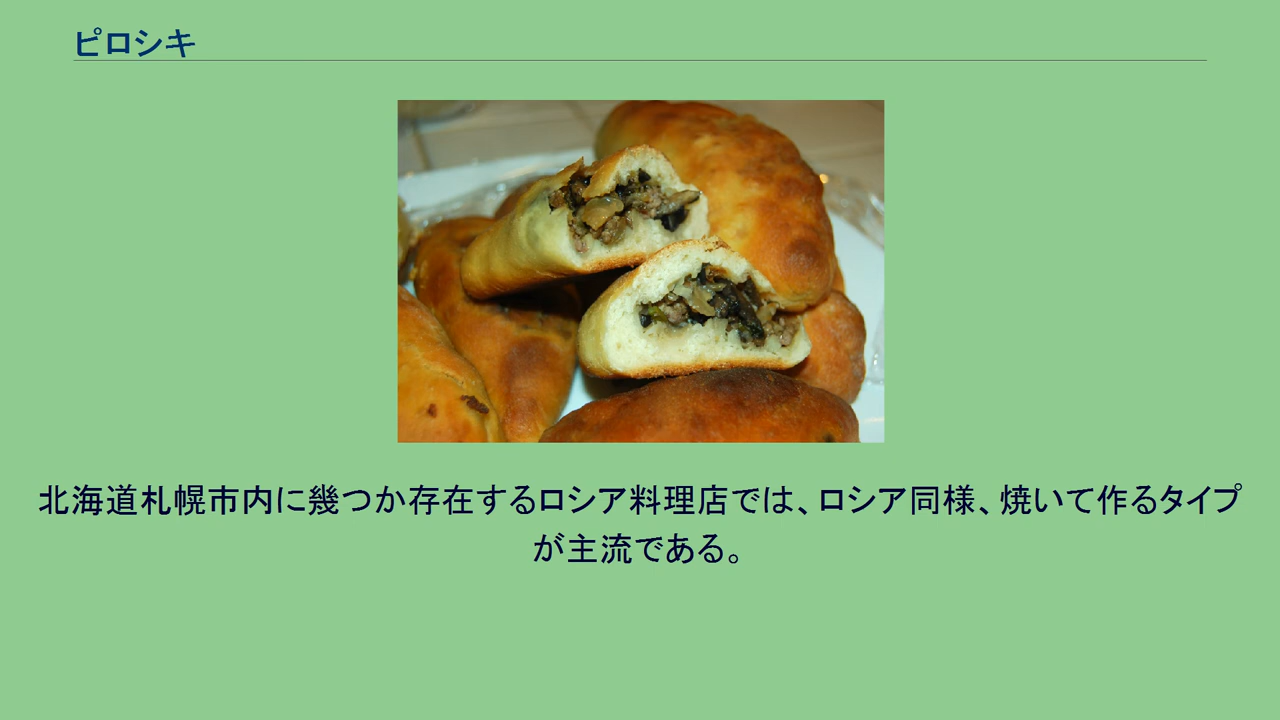 ピロシキ
北海道札幌市内に幾つか存在するロシア料理店では、ロシア同様、焼いて作るタイプ
が主流である。